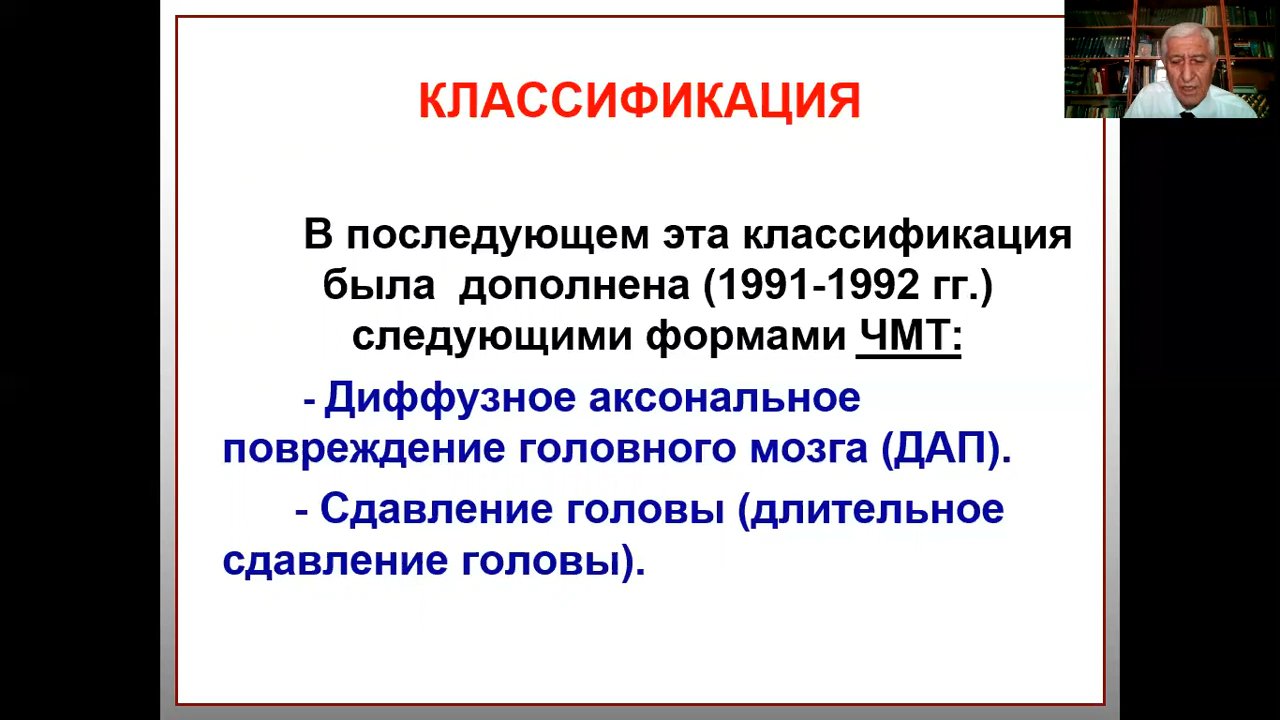 КЛАССИФИКАЦИЯ
В последующем эта классификация
была дополнена (1991-1992 гг.)
следующими формами ЧМТ:
- Диффузное аксональное
повреждение головного мозга (ДАП).
- Сдавление головы (длительное
сдавление головы).